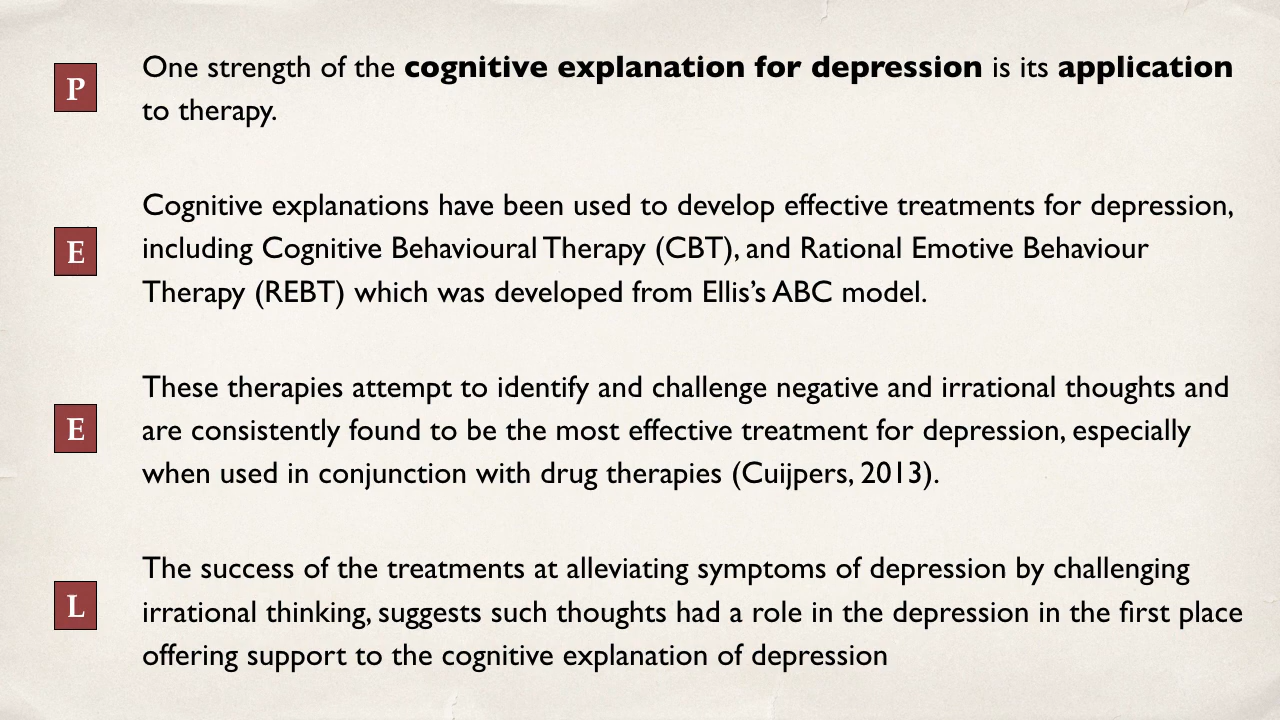 P
One strength of the cognitive explanation for depression is its application
to therapy.
E
Cognitive explanations have been used to develop effective treatments for depression,
including Cognitive Behavioural Therapy (CBT), and Rational Emotive Behaviour
Therapy (REBT) which was developed from Ellis’s ABC model.
E
These therapies attempt to identify and challenge negative and irrational thoughts and
are consistently found to be the most effective treatment for depression, especially
when used in conjunction with drug therapies (Cuijpers, 2013).
L
The success of the treatments at alleviating symptoms of depression by challenging
irrational thinking, suggests such thoughts had a role in the depression in the first place
offering support to the cognitive explanation of depression